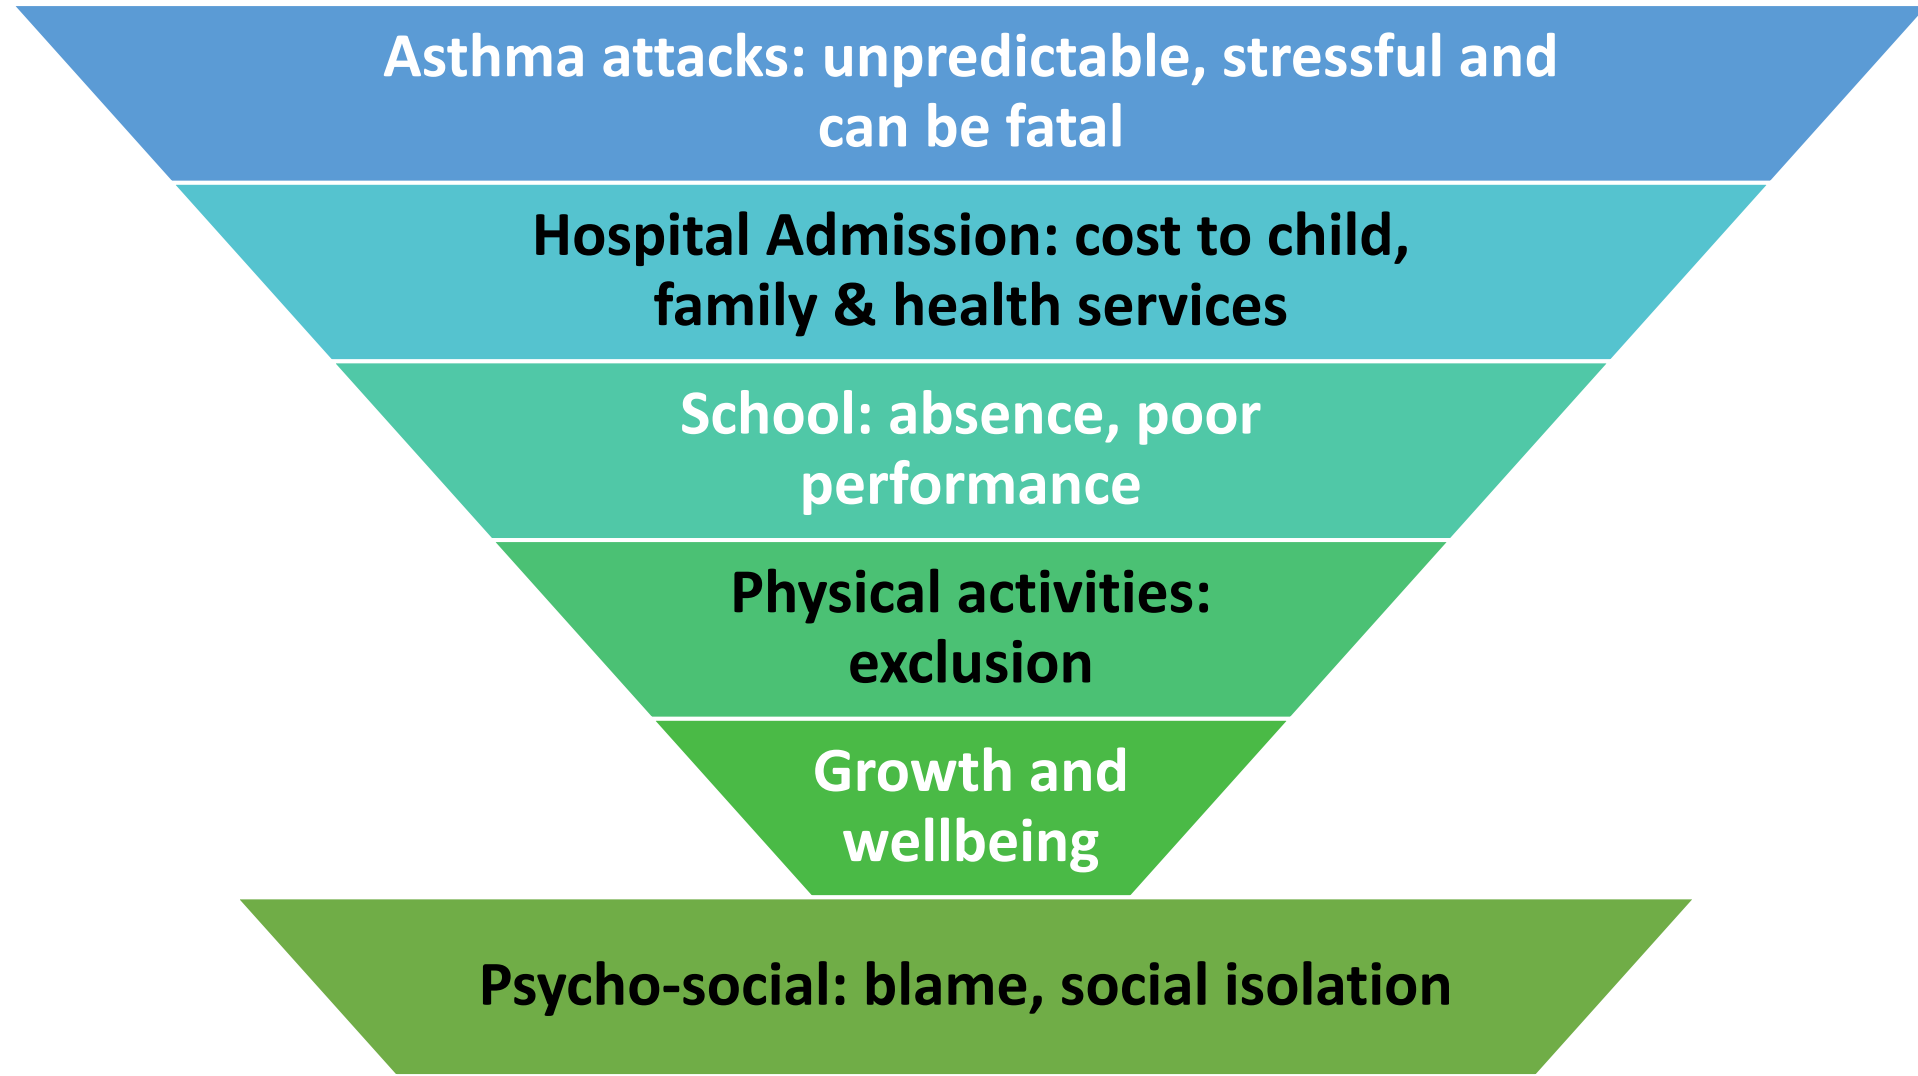 Asthma attacks: unpredictable, stressful and
can be fatal
Hospital Admission: cost to child,
family & health services
School: absence, poor
performance
Physical activities:
exclusion
Growth and
wellbeing
Psycho-social: blame, social isolation